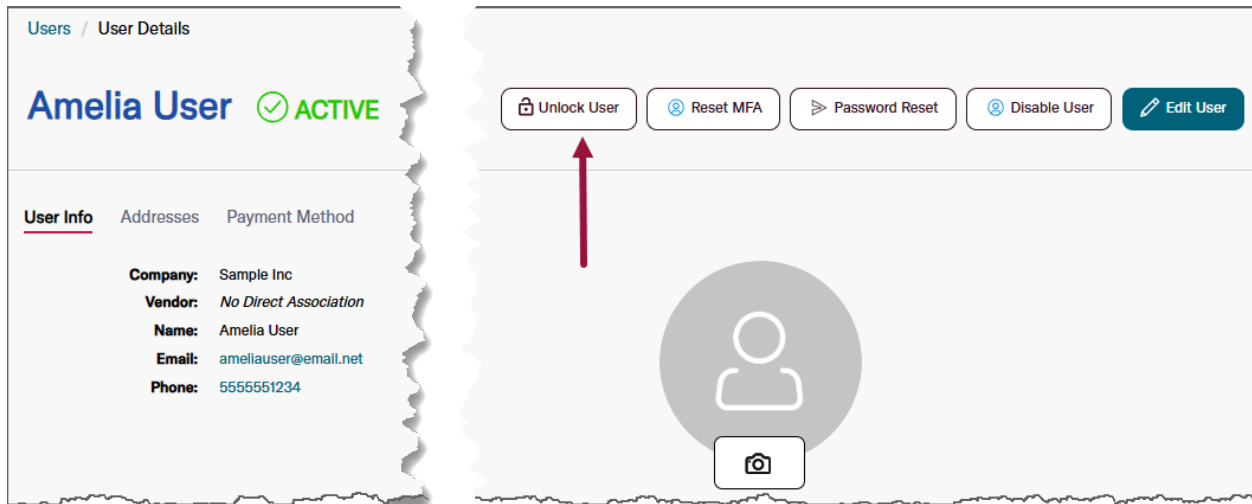 Users / User Details
Amelia User ACTIVE
Unlock User Reset MFA Password Reset Disable User Edit User
User Info Addresses Payment Method
Company: Sample Inc
Vendor: No Direct Association
Name: Amelia User
Email: ameliauser@email.net
Phone: 5555551234